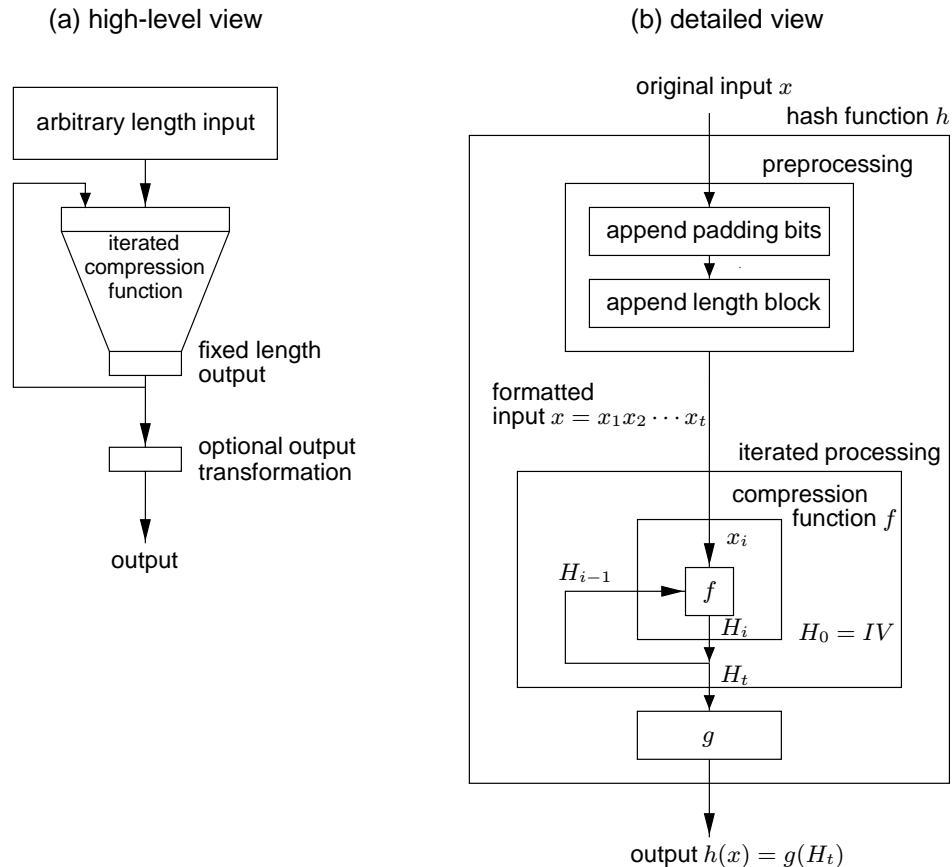 (a) high-level view
arbitrary length input
iterated
compression
function
fixed length
output
optional output
transformation
output
(b) detailed view
original input x
hash function h
preprocessing
append padding bits
append length block
formatted
input x = x₁x₂ ⋯ xₜ
iterated processing
compression
function f
xᵢ
Hᵢ₋₁
f
Hᵢ
H₀ = IV
Hₜ
g
output h(x) = g(Hₜ)